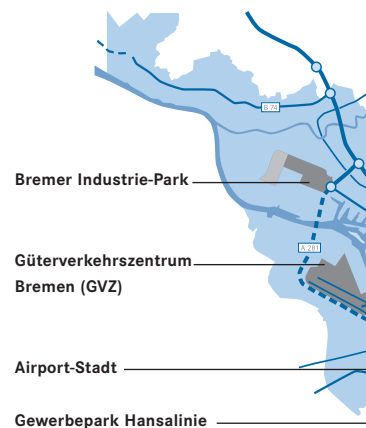 B 74
Bremer Industrie-Park
A 281
Güterverkehrszentrum
Bremen (GVZ)
Airport-Stadt
Gewerbepark Hansalinie